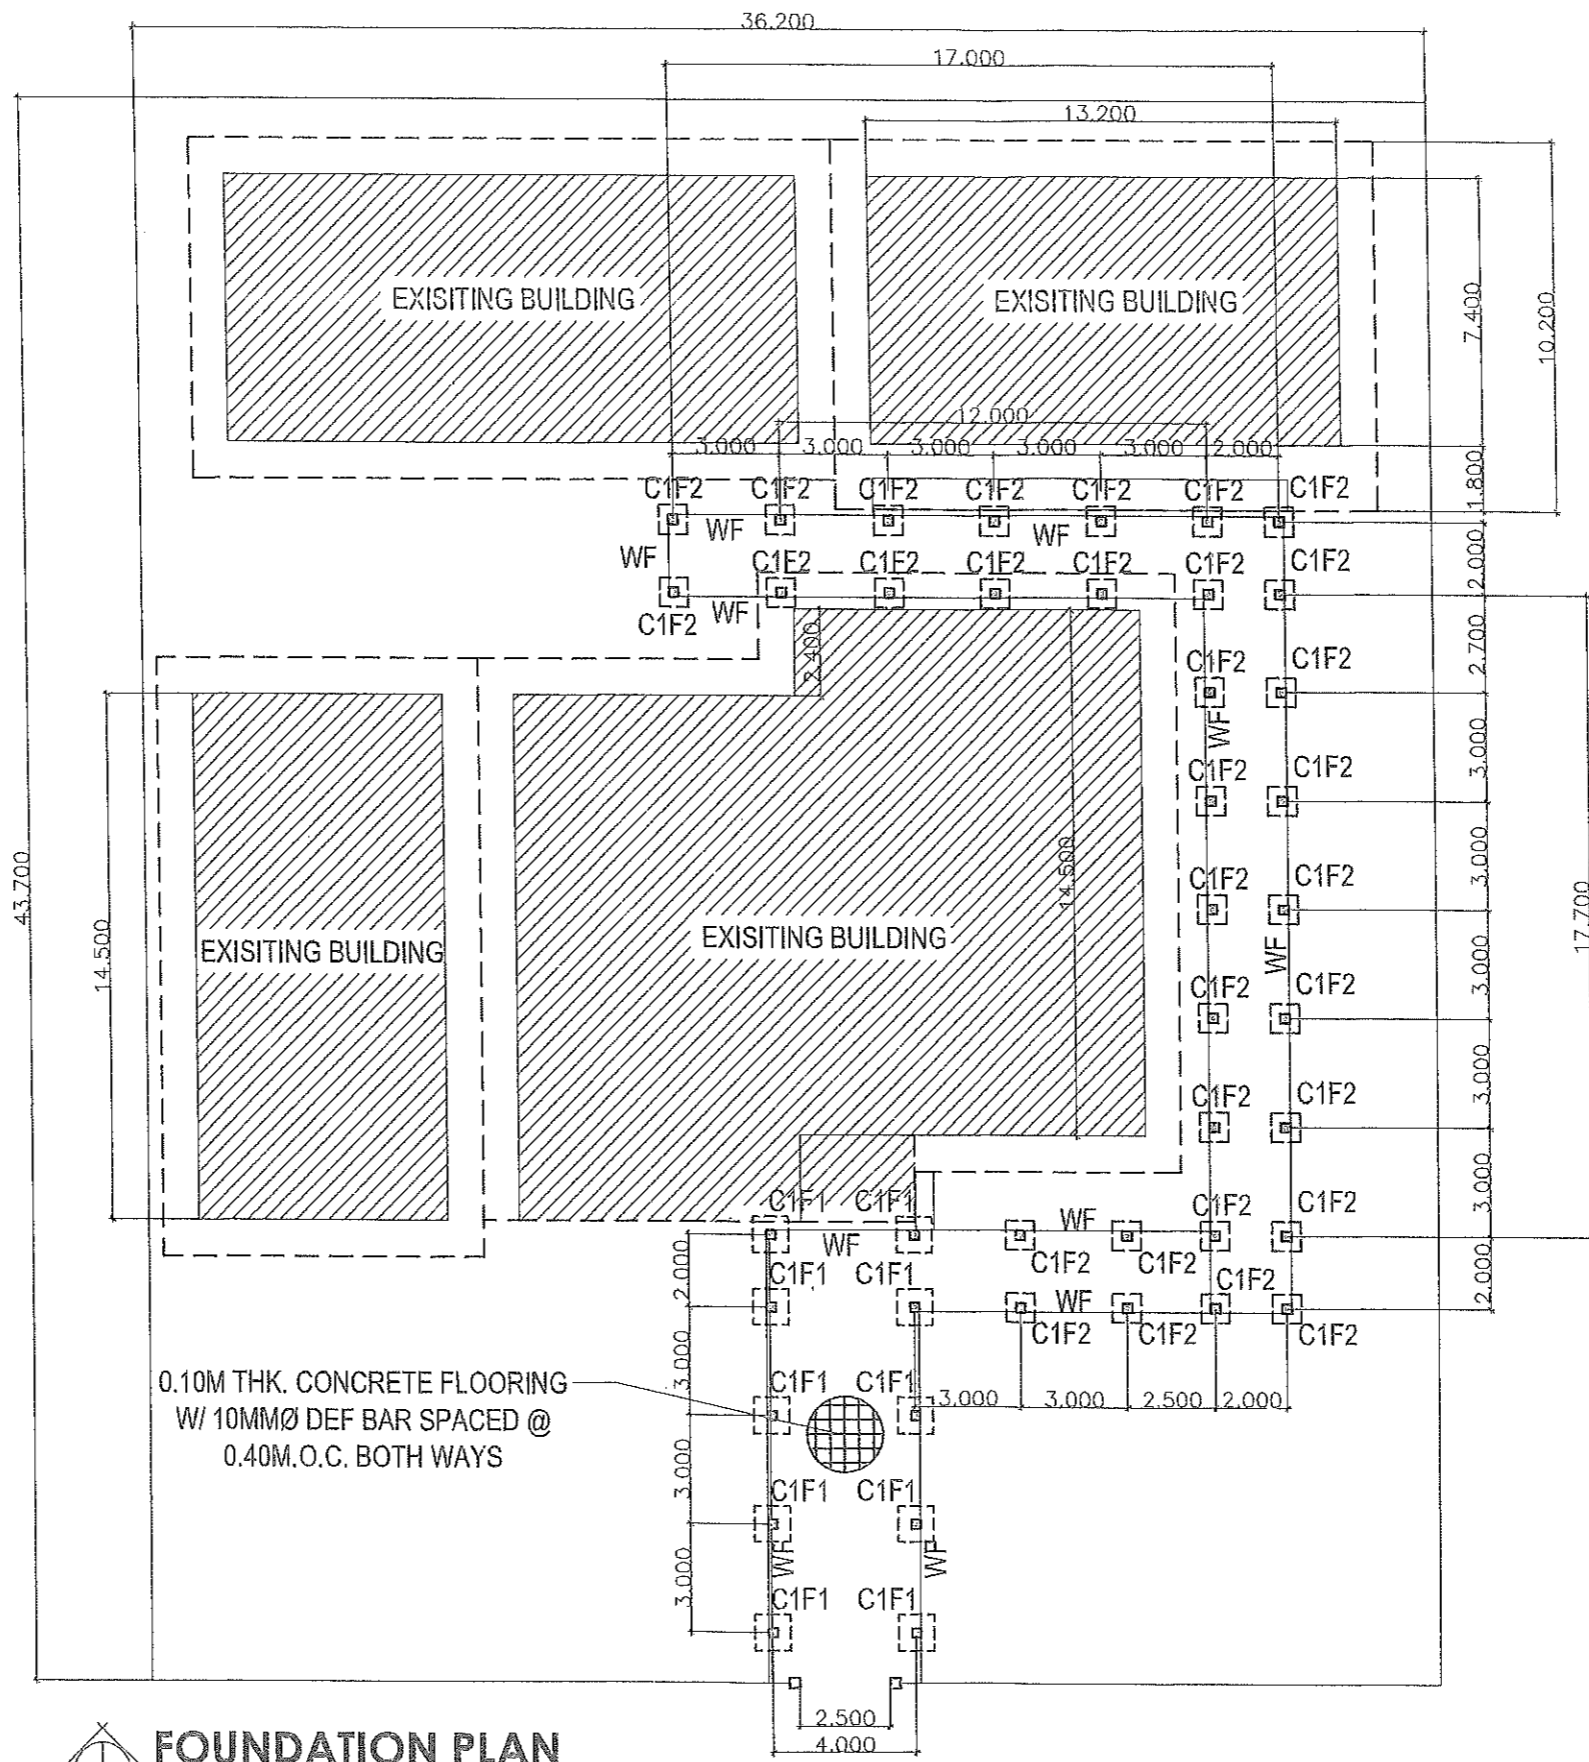 36.200
17.000
13.200
EXISITING BUILDING
EXISITING BUILDING
7.400
10.200
12.000
3.000 3.000 3.000 3.000 3.000 2.000
1.800
C1F2 C1F2 C1F2 C1F2 C1F2 C1F2 C1F2
WF WF
WF
2.000
C1F2 C1F2 C1F2 C1F2 C1F2 C1F2
WF
C1F2
2.400
2.700
C1F2 C1F2
WF
3.000
C1F2 C1F2
14.500
3.000
43.700
C1F2 C1F2
17.700
14.500
EXISITING BUILDING
EXISITING BUILDING
WF
3.000
C1F2 C1F2
3.000
C1F2 C1F2
3.000
C1F1 C1F1 C1F2 C1F2
WF
WF
C1F2 C1F2
2.000
2.000
C1F1 C1F1 C1F2
WF
C1F2 C1F2 C1F2
3.000
0.10M THK. CONCRETE FLOORING
W/ 10MMØ DEF BAR SPACED @
0.40M.O.C. BOTH WAYS
C1F1 C1F1
3.000 3.000 2.500 2.000
3.000
C1F1 C1F1
WF WF
3.000
C1F1 C1F1
2.500
4.000
FOUNDATION PLAN